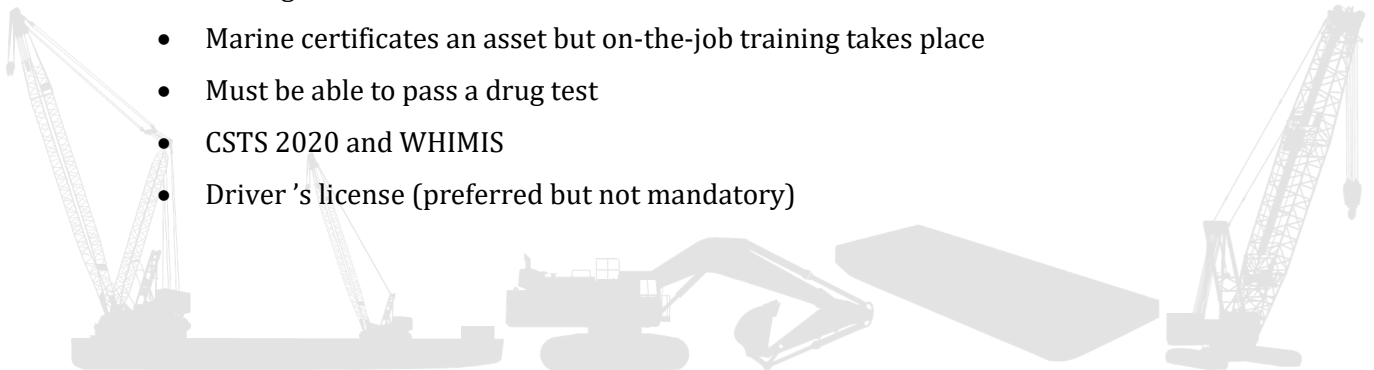 • Marine certificates an asset but on-the-job training takes place
• Must be able to pass a drug test
• CSTS 2020 and WHIMIS
• Driver ’s license (preferred but not mandatory)